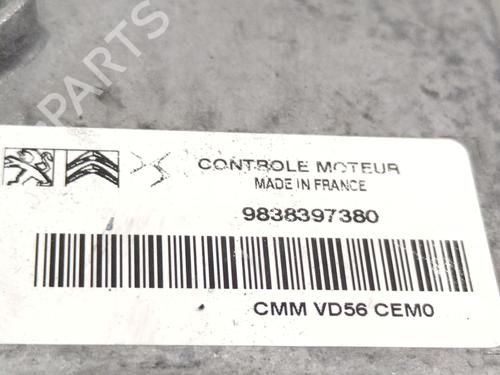 PARTS
CONTROLE MOTEUR
MADE IN FRANCE
9838397380
CMM VD56 CEM0